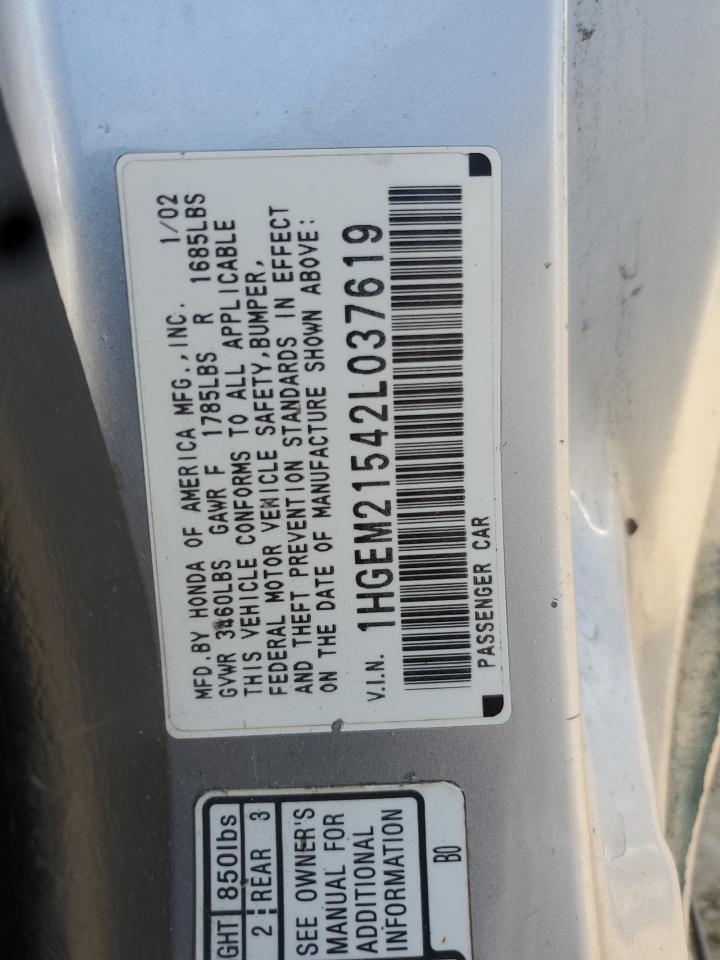 MFD.BY HONDA OF AMERICA MFG.,INC. 1/02
GVWR 3460LBS GAWR F 1785LBS R 1685LBS
THIS VEHICLE CONFORMS TO ALL APPLICABLE
FEDERAL MOTOR VEHICLE SAFETY,BUMPER,
AND THEFT PREVENTION STANDARDS IN EFFECT
ON THE DATE OF MANUFACTURE SHOWN ABOVE:
V.I.N. 1HGEM21542L037619
PASSENGER CAR
GHT 850lbs
2 REAR 3
SEE OWNER'S
MANUAL FOR
ADDITIONAL
INFORMATION
B0